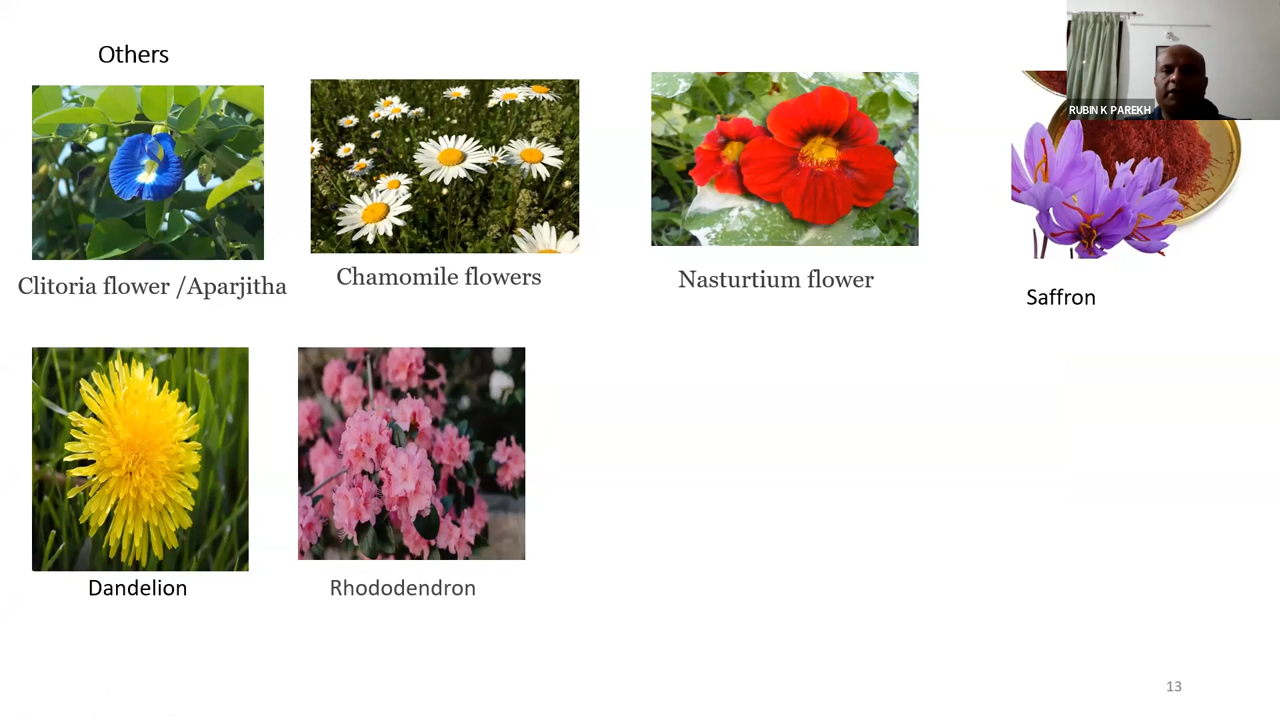 Others
RUBIN K PAREKH
Clitoria flower /Aparjitha
Chamomile flowers
Nasturtium flower
Saffron
Dandelion
Rhododendron
13